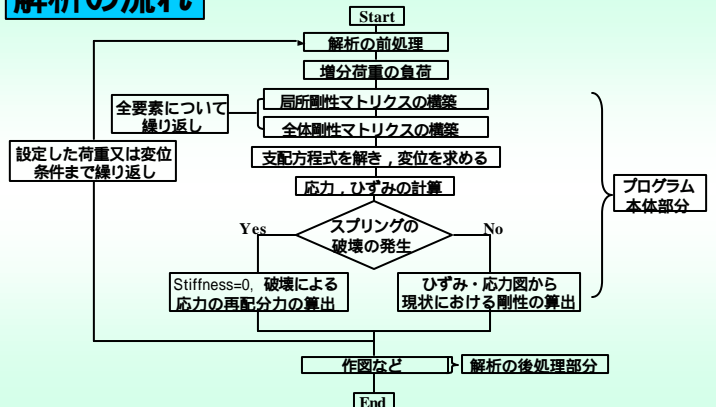 解析の流れ
Start
解析の前処理
増分荷重の負荷
局所剛性マトリクスの構築
全要素について
繰り返し
全体剛性マトリクスの構築
設定した荷重又は変位
条件まで繰り返し
支配方程式を解き，変位を求める
応力，ひずみの計算
プログラム
本体部分
Yes
スプリングの
破壊の発生
No
Stiffness=0, 破壊による
応力の再配分力の算出
ひずみ・応力図から
現状における剛性の算出
作図など
解析の後処理部分
End